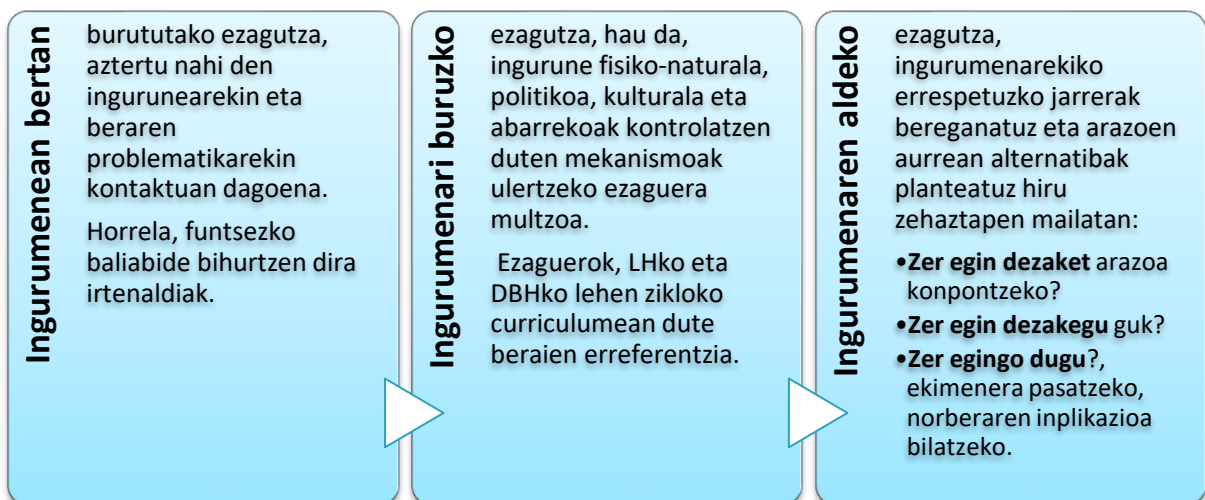 Ingurumenean bertan
burututako ezagutza,
aztertu nahi den
ingurunearekin eta
beraren
problematikarekin
kontaktuan dagoena.
Horrela, funtsezko
baliabide bihurtzen dira
irtenaldiak.
Ingurumenari buruzko
ezagutza, hau da,
ingurune fisiko-naturala,
politikoa, kulturala eta
abarrekoak kontrolatzen
duten mekanismoak
ulertzeko ezaguera
multzoa.
Ezaguerok, LHko eta
DBHko lehen zikloko
curriculumean dute
beraien erreferentzia.
Ingurumenaren aldeko
ezagutza,
ingurumenarekiko
errespetuzko jarrerak
bereganatuz eta arazoen
aurrean alternatibak
planteatuz hiru
zehaztapen mailatan:
•Zer egin dezaket arazoa
konpontzeko?
•Zer egin dezakegu guk?
•Zer egingo dugu?,
ekimenera pasatzeko,
norberaren inplikazioa
bilatzeko.